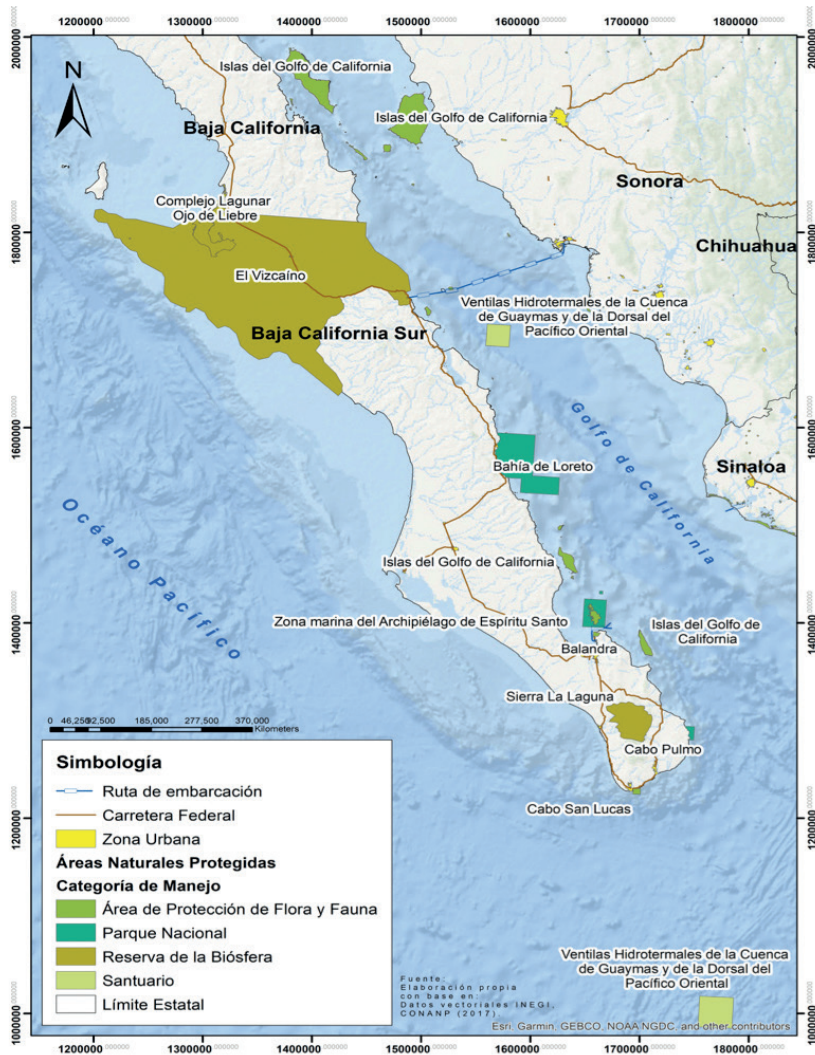 1200000 1300000 1400000 1500000 1600000 1700000 1800000
2000000
1800000
1600000
1400000
1200000
1000000
N
Islas del Golfo de California
Baja California
Islas del Golfo de California
Sonora
Complejo Lagunar
Ojo de Liebre
Chihuahua
El Vizcaíno
Ventilas Hidrotermales de la Cuenca
de Guaymas y de la Dorsal del
Pacífico Oriental
Baja California Sur
Golfo de California
Bahía de Loreto
Sinaloa
Océano Pacífico
Islas del Golfo de California
Zona marina del Archipiélago de Espíritu Santo
Islas del Golfo de
California
Balandra
Sierra La Laguna
Cabo Pulmo
Cabo San Lucas
0 46,250 92,500 185,000 277,500 370,000
Kilometers
Simbología
Ruta de embarcación
Carretera Federal
Zona Urbana
Áreas Naturales Protegidas
Categoría de Manejo
Área de Protección de Flora y Fauna
Parque Nacional
Reserva de la Biósfera
Santuario
Límite Estatal
Ventilas Hidrotermales de la Cuenca
de Guaymas y de la Dorsal del
Pacífico Oriental
Fuente:
Elaboración propia
con base en:
Datos vectoriales INEGI,
CONANP (2017)
Esri, Garmin, GEBCO, NOAA NGDC, and other contributors
1200000 1300000 1400000 1500000 1600000 1700000 1800000
2000000
1800000
1600000
1400000
1200000
1000000